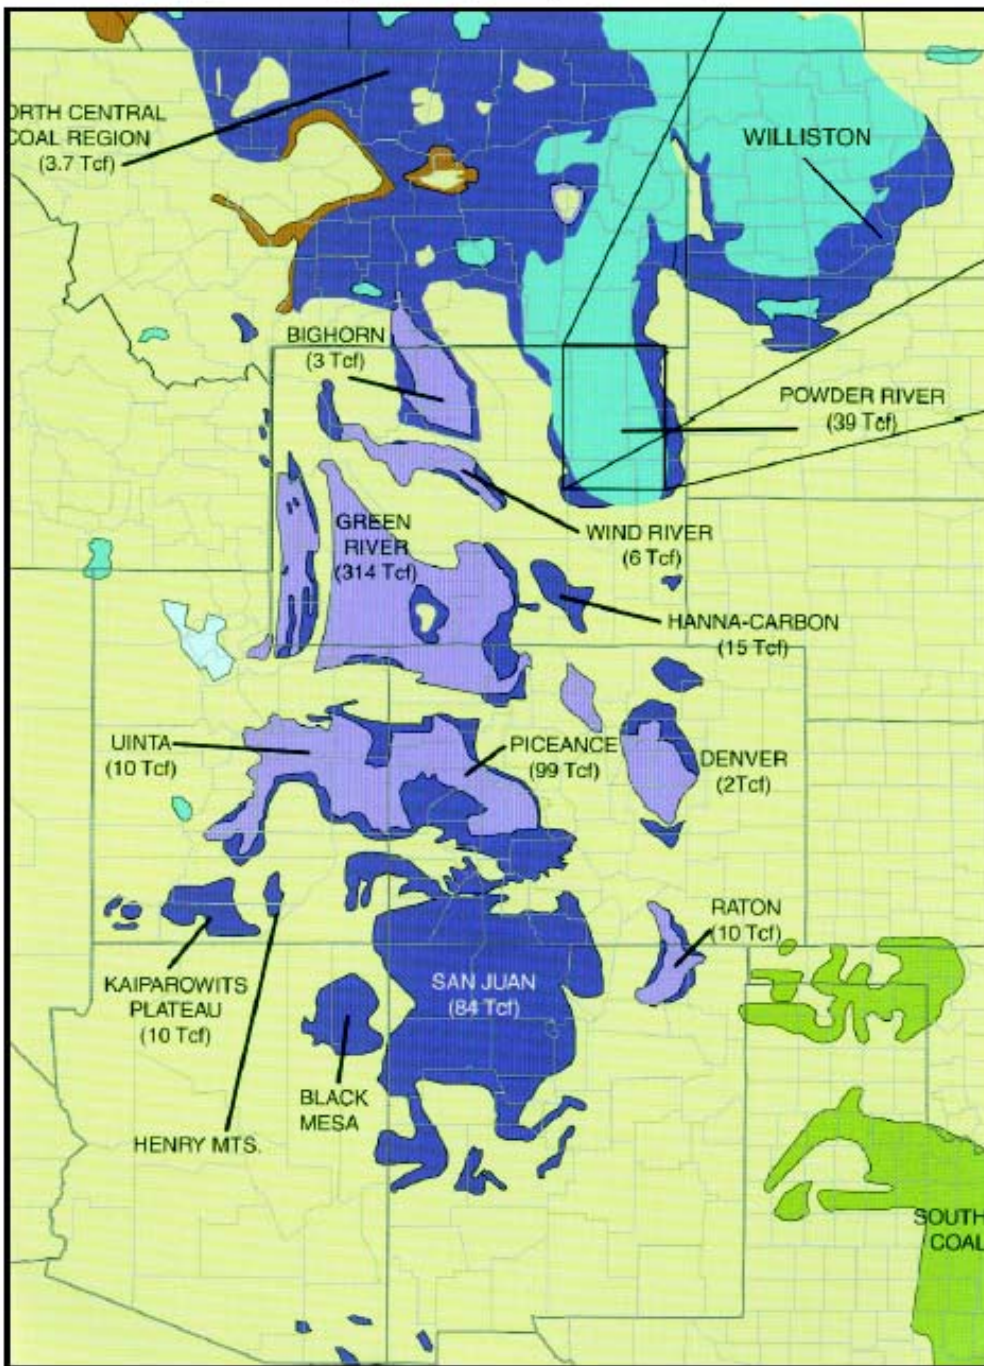 ORTH CENTRAL
COAL REGION
(3.7 Tcf)
WILLISTON
BIGHORN
(3 Tcf)
POWDER RIVER
(39 Tcf)
GREEN
RIVER
(314 Tcf)
WIND RIVER
(6 Tcf)
HANNA-CARBON
(15 Tcf)
UINTA
(10 Tcf)
PICEANCE
(99 Tcf)
DENVER
(2Tcf)
RATON
(10 Tcf)
KAIPAROWITS
PLATEAU
(10 Tcf)
SAN JUAN
(84 Tcf)
BLACK
MESA
HENRY MTS.
SOUTH
COAL